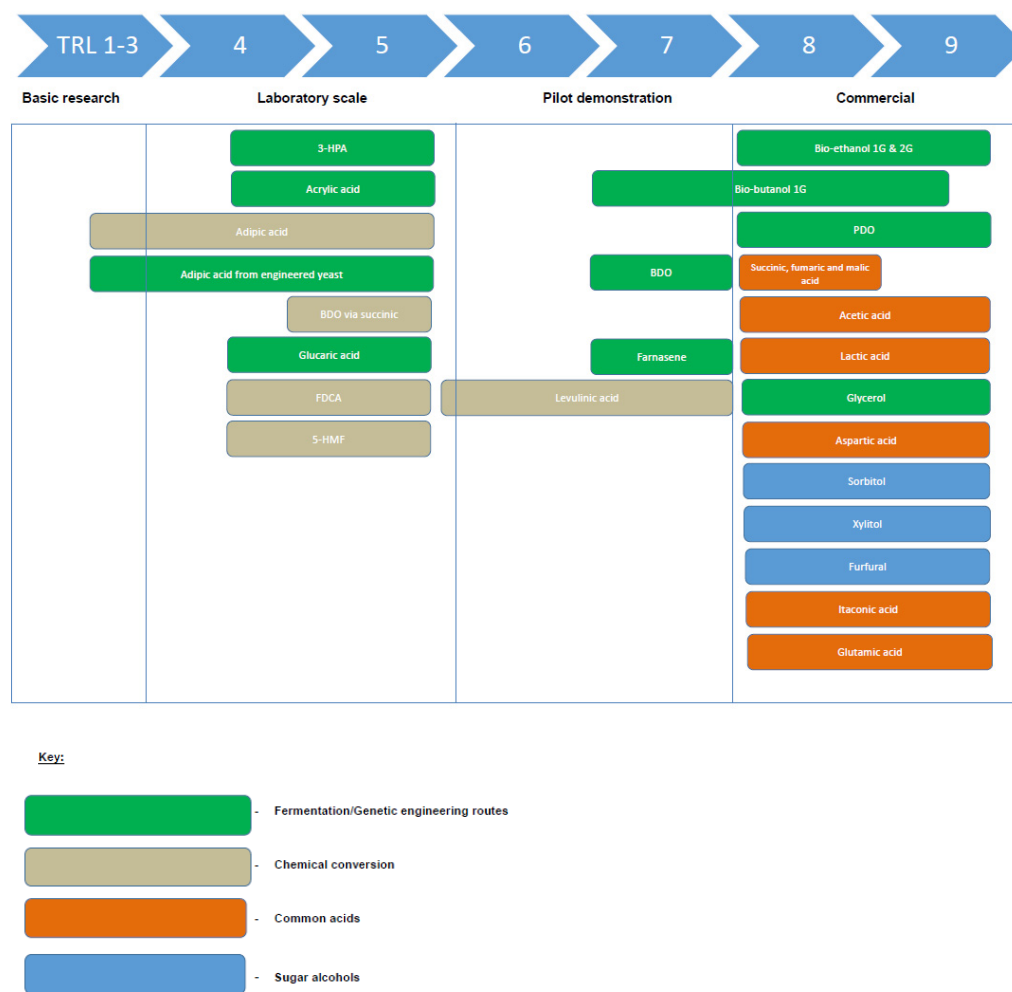 TRL 1-3
4
5
6
7
8
9
Basic research
Laboratory scale
Pilot demonstration
Commercial
3-HPA
Bio-ethanol 1G & 2G
Acrylic acid
Bio-butanol 1G
Adipic acid
PDO
Adipic acid from engineered yeast
BDO
Succinic, fumaric and malic
acid
BDO via succinic
Acetic acid
Glucaric acid
Farnasene
Lactic acid
FDCA
Levulinic acid
Glycerol
5-HMF
Aspartic acid
Sorbitol
Xylitol
Furfural
Itaconic acid
Glutamic acid
Key:
- Fermentation/Genetic engineering routes
- Chemical conversion
- Common acids
- Sugar alcohols